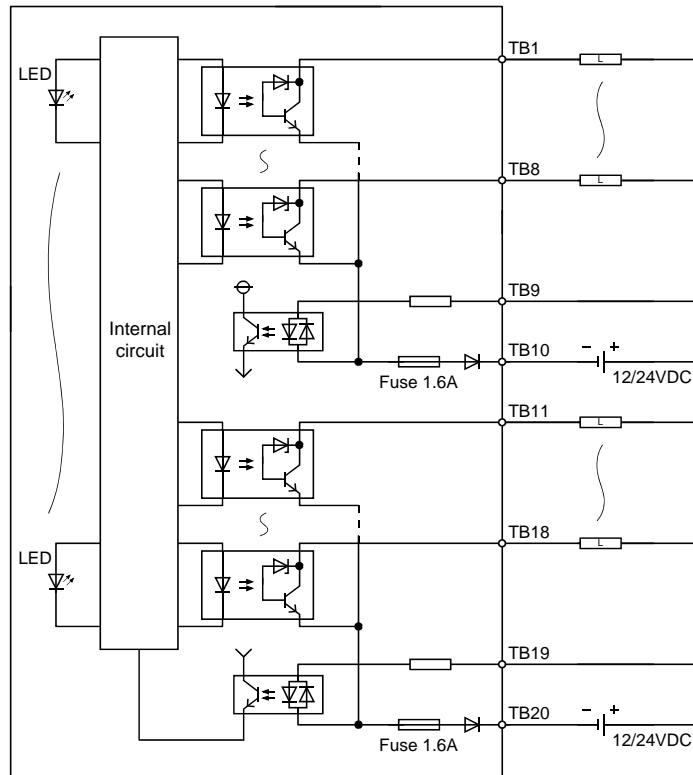 TB1
LED
L
TB8
L
TB9
Internal
circuit
TB10
− +
Fuse 1.6A
12/24VDC
TB11
L
TB18
LED
L
TB19
TB20
− +
Fuse 1.6A
12/24VDC